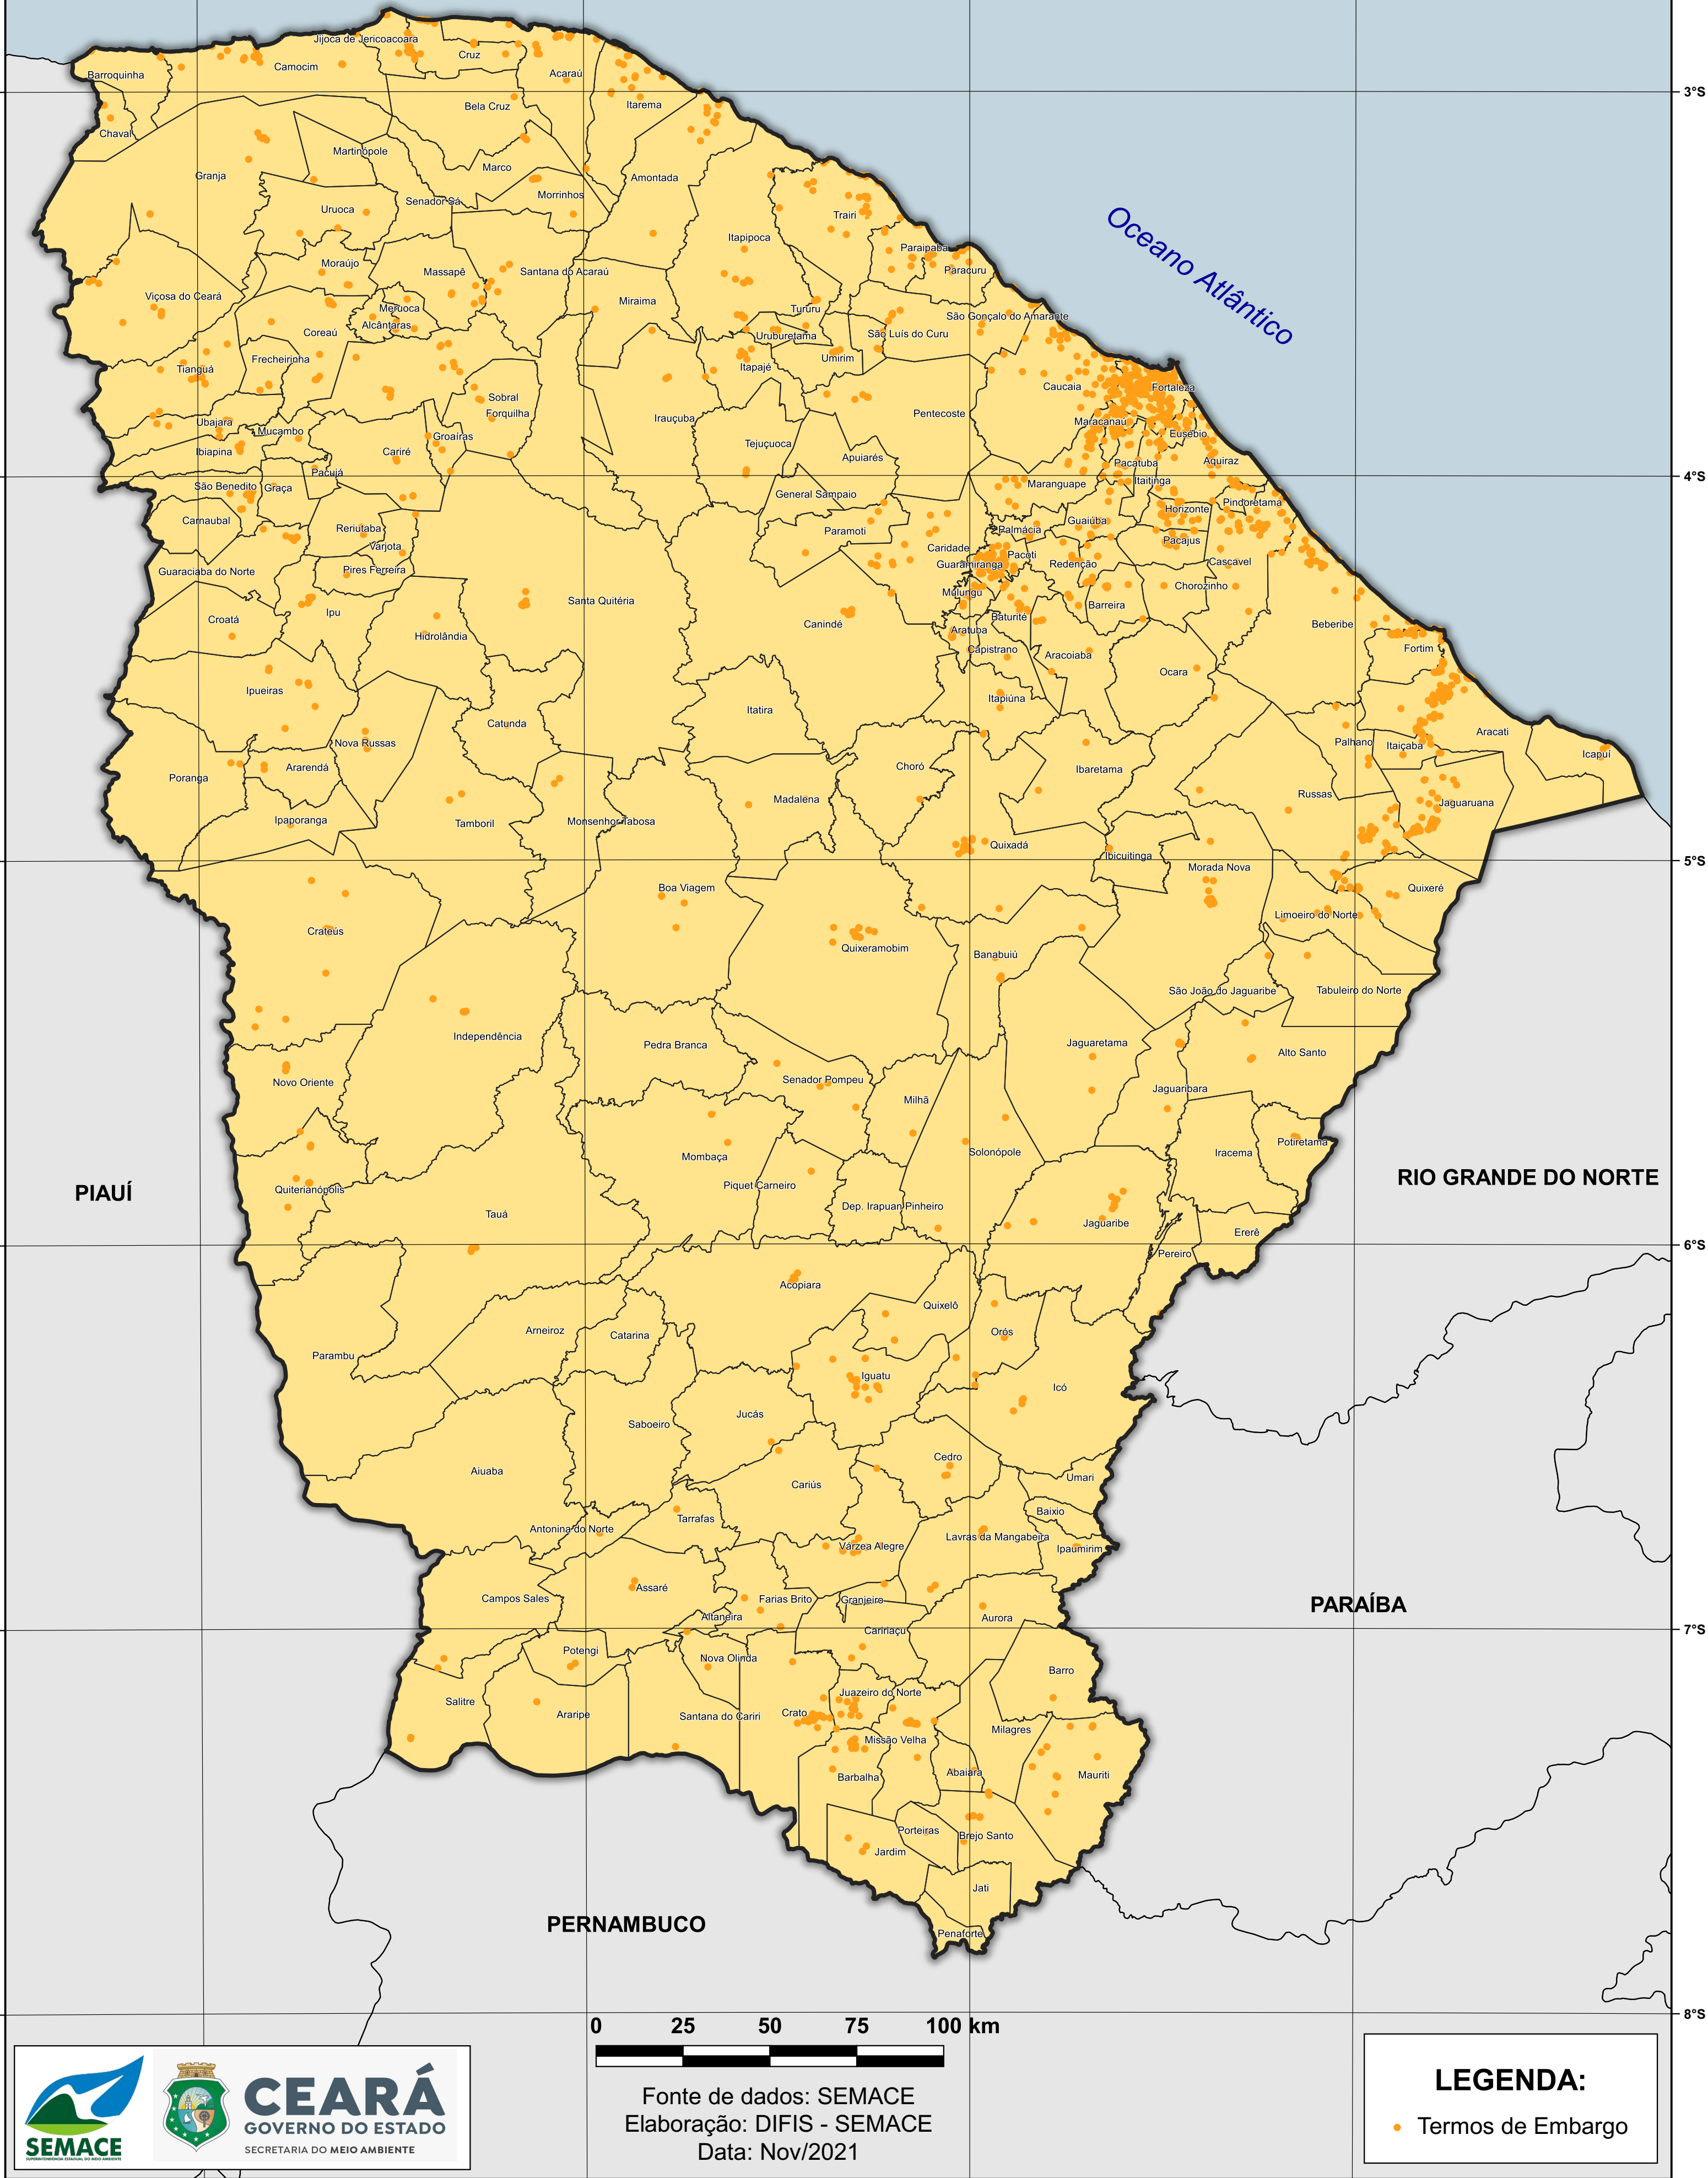 Jijoca de Jericoacoara
Cruz
Barroquinha
Camocim
Acaraú
Bela Cruz
Itarema
3°S
Chaval
Martinópole
Granja
Marco
Amontada
Morrinhos
Senador Sá
Uruoca
Trairi
Oceano Atlântico
Itapipoca
Paraipaba
Moraújo
Massapê
Santana do Acaraú
Paracuru
Viçosa do Ceará
Miraima
Meruoca
Tururu
São Gonçalo do Amarante
Alcântaras
Coreaú
Uruburetama
São Luís do Curu
Frecheirinha
Umirim
Tianguá
Itapajé
Caucaia
Fortaleza
Sobral
Forquilha
Pentecoste
Irauçuba
Ubajara
Maracanaú
Mucambo
Groaíras
Eusébio
Tejuçuoca
Ibiapina
Cariré
Apuiarés
Aquiraz
Pacatuba
Pacujá
4°S
Itaitinga
São Benedito
Graça
Maranguape
General Sampaio
Pindoretama
Horizonte
Carnaubal
Reriutaba
Guaiúba
Paramoti
Palmácia
Pacajus
Varjota
Caridade
Pacoti
Cascavel
Guaramiranga
Redenção
Guaraciaba do Norte
Pires Ferreira
Chorozinho
Mulungu
Santa Quitéria
Barreira
Ipu
Croatá
Baturité
Canindé
Beberibe
Aratuba
Hidrolândia
Capistrano
Fortim
Aracoiaba
Ocara
Ipueiras
Itapiúna
Itatira
Catunda
Aracati
Nova Russas
Palhano
Itaiçaba
Icapuí
Choró
Ararendá
Ibaretama
Poranga
Russas
Madalena
Jaguaruana
Ipaporanga
Tamboril
Monsenhor Tabosa
Quixadá
Ibicuitinga
5°S
Morada Nova
Boa Viagem
Quixeré
Limoeiro do Norte
Crateús
Quixeramobim
Banabuiú
São João do Jaguaribe
Tabuleiro do Norte
Independência
Pedra Branca
Jaguaretama
Alto Santo
Novo Oriente
Senador Pompeu
Jaguaribara
Milhã
Potiretama
Solonópole
Iracema
Mombaça
RIO GRANDE DO NORTE
Piquet Carneiro
Quiterianópolis
PIAUÍ
Dep. Irapuan Pinheiro
Tauá
Jaguaribe
Ererê
6°S
Pereiro
Acopiara
Quixelô
Arneiroz
Catarina
Orós
Parambu
Iguatu
Icó
Jucás
Saboeiro
Cedro
Aiuaba
Umari
Cariús
Baixio
Tarrafas
Antonina do Norte
Lavras da Mangabeira
Várzea Alegre
Ipaumirim
Assaré
Campos Sales
Farias Brito
Granjeiro
PARAÍBA
Altaneira
Aurora
7°S
Caririaçu
Potengi
Nova Olinda
Barro
Juazeiro do Norte
Salitre
Araripe
Crato
Santana do Cariri
Milagres
Missão Velha
Abaiara
Mauriti
Barbalha
Porteiras
Brejo Santo
Jardim
Jati
PERNAMBUCO
Penaforte
8°S
0 25 50 75 100 km
Fonte de dados: SEMACE
Elaboração: DIFIS - SEMACE
Data: Nov/2021
SEMACE
SUPERINTENDÊNCIA ESTADUAL DO MEIO AMBIENTE
CEARÁ
GOVERNO DO ESTADO
SECRETARIA DO MEIO AMBIENTE
LEGENDA:
Termos de Embargo